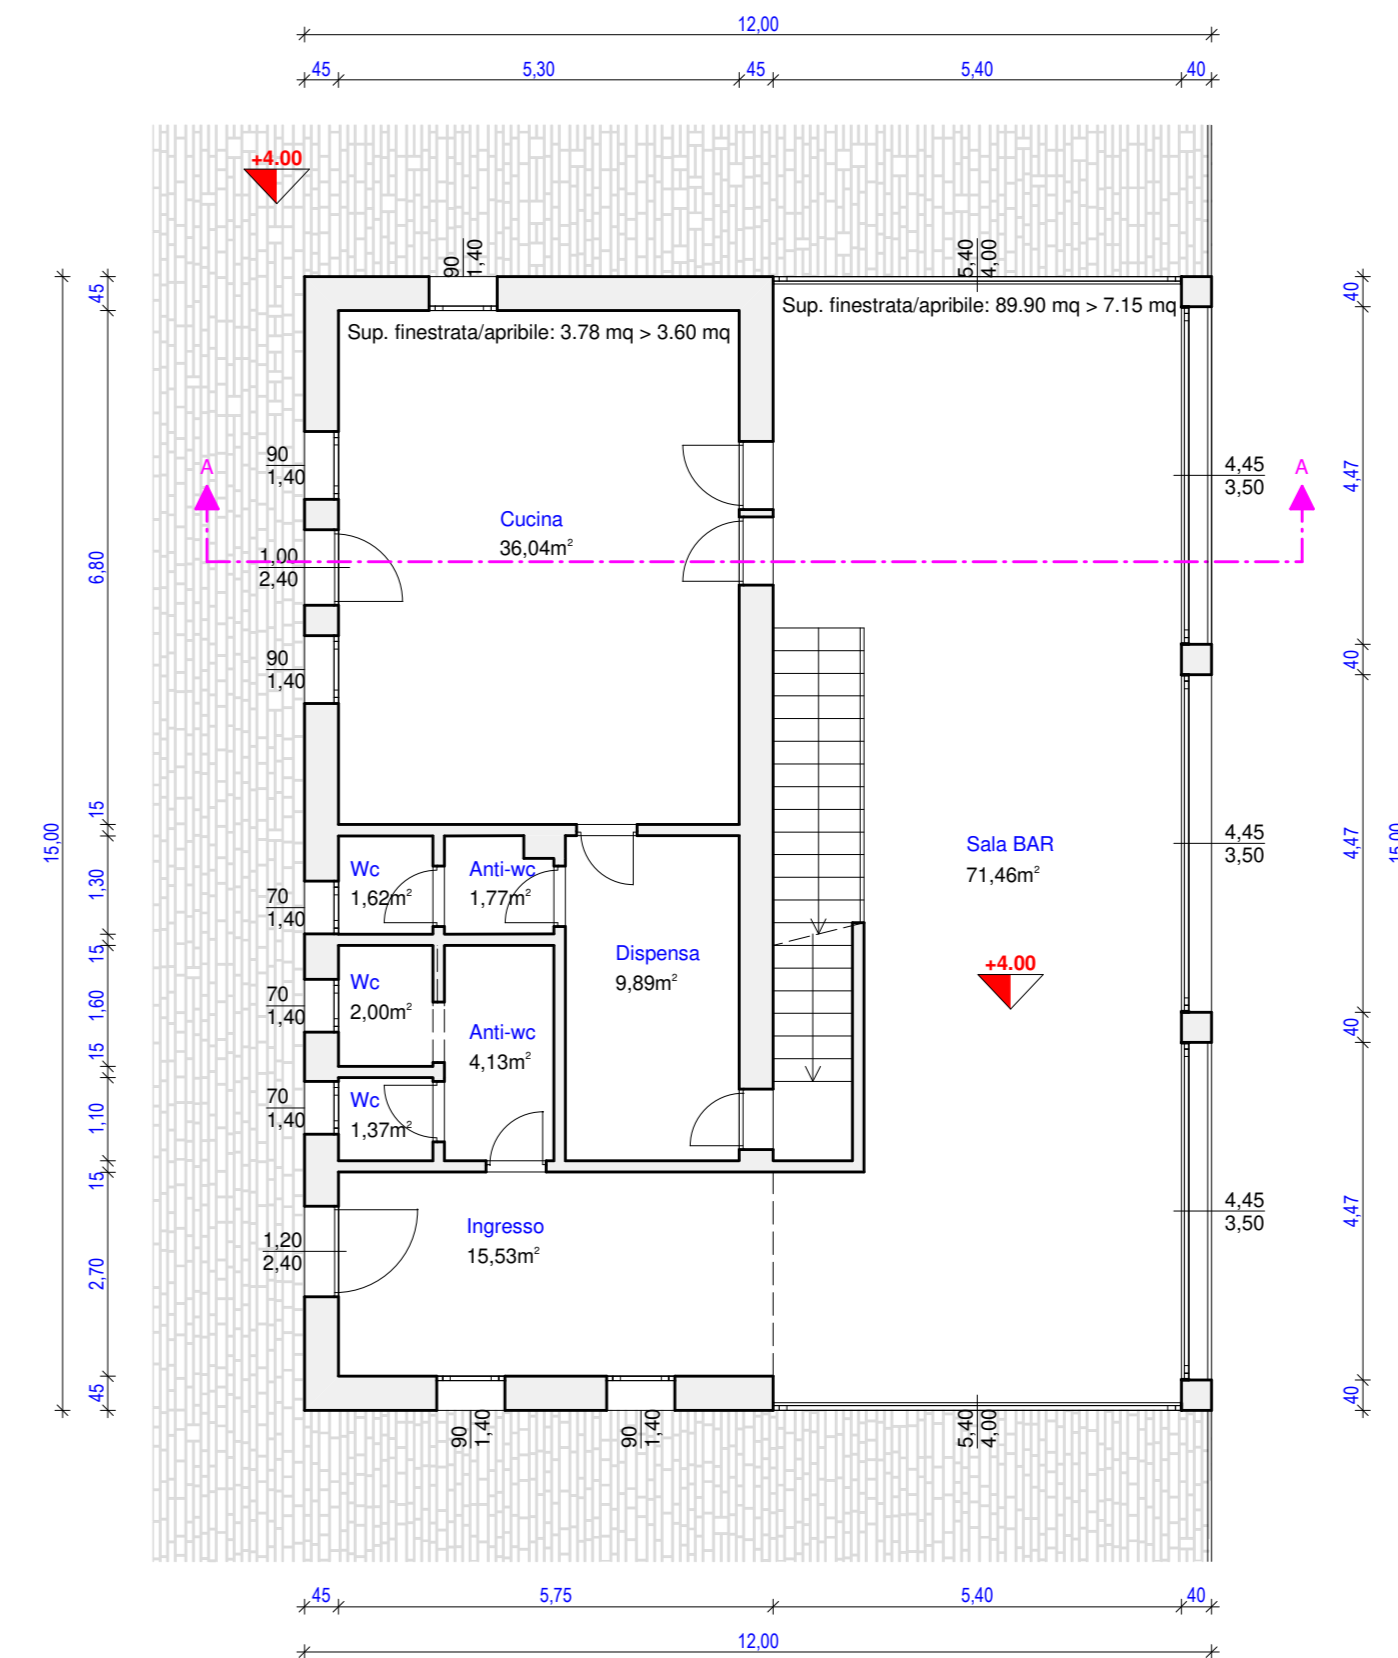 12,00
45 5,30 45 5,40 40
+4.00
90 1,40
5,40 4,00
45
40
Sup. finestrata/apribile: 3.78 mq > 3.60 mq
Sup. finestrata/apribile: 89.90 mq > 7.15 mq
A
90
1,40
4,45
3,50
A
4,47
Cucina
36,04m²
1,00
2,40
6,80
90
1,40
40
15
15,00
Wc
1,62m²
Anti-wc
1,77m²
Sala BAR
71,46m²
4,45
3,50
4,47
15,00
1,30
70
1,40
15
Dispensa
9,89m²
+4.00
Wc
2,00m²
70
1,40
1,60
Anti-wc
4,13m²
40
15
Wc
1,37m²
70
1,40
1,10
15
Ingresso
15,53m²
4,45
3,50
4,47
1,20
2,40
2,70
45
40
90 1,40
90 1,40
5,40 4,00
45 5,75 5,40 40
12,00